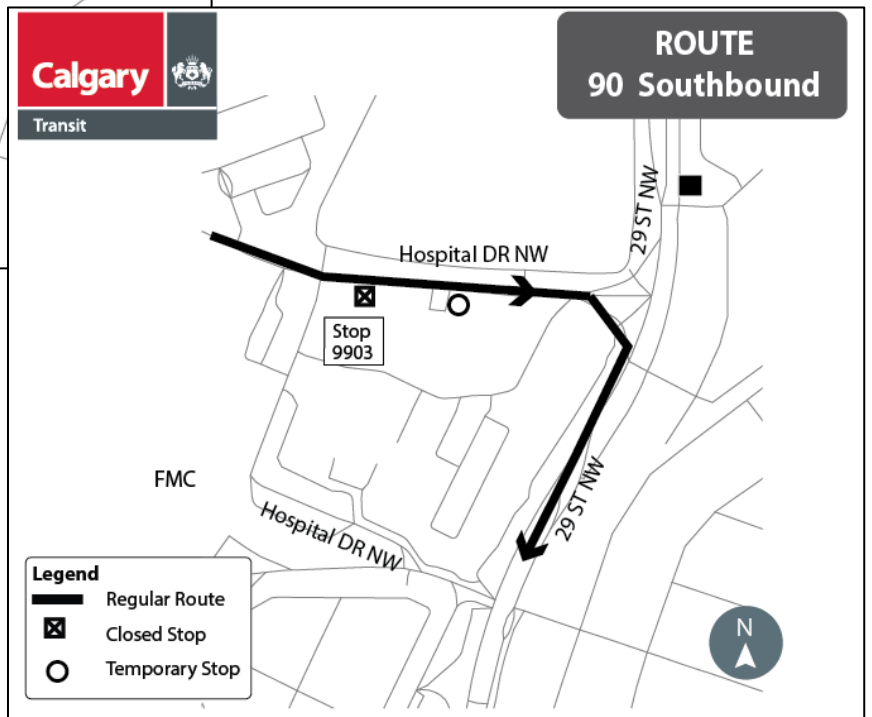 Calgary
Transit
ROUTE
90 Southbound
29 ST NW
Hospital DR NW
Stop
9903
FMC
Hospital DR NW
29 ST NW
Legend
Regular Route
Closed Stop
Temporary Stop
N